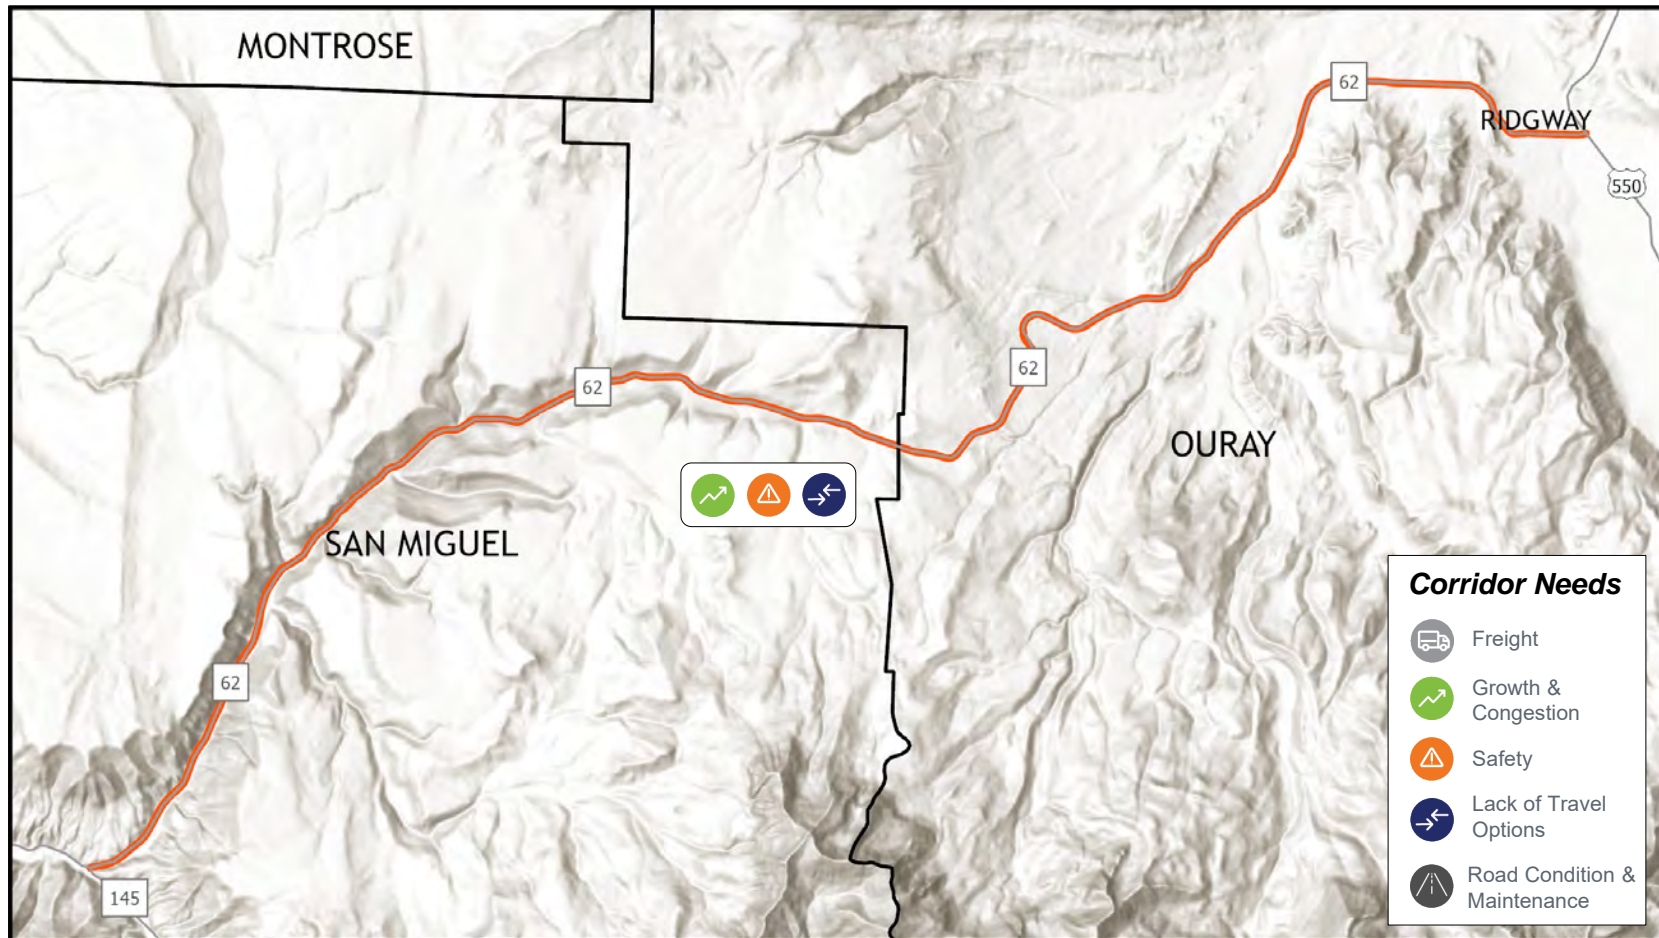 MONTROSE
62
RIDGWAY
550
62
62
OURAY
SAN MIGUEL
62
145
Corridor Needs
Freight
Growth &
Congestion
Safety
Lack of Travel
Options
Road Condition &
Maintenance